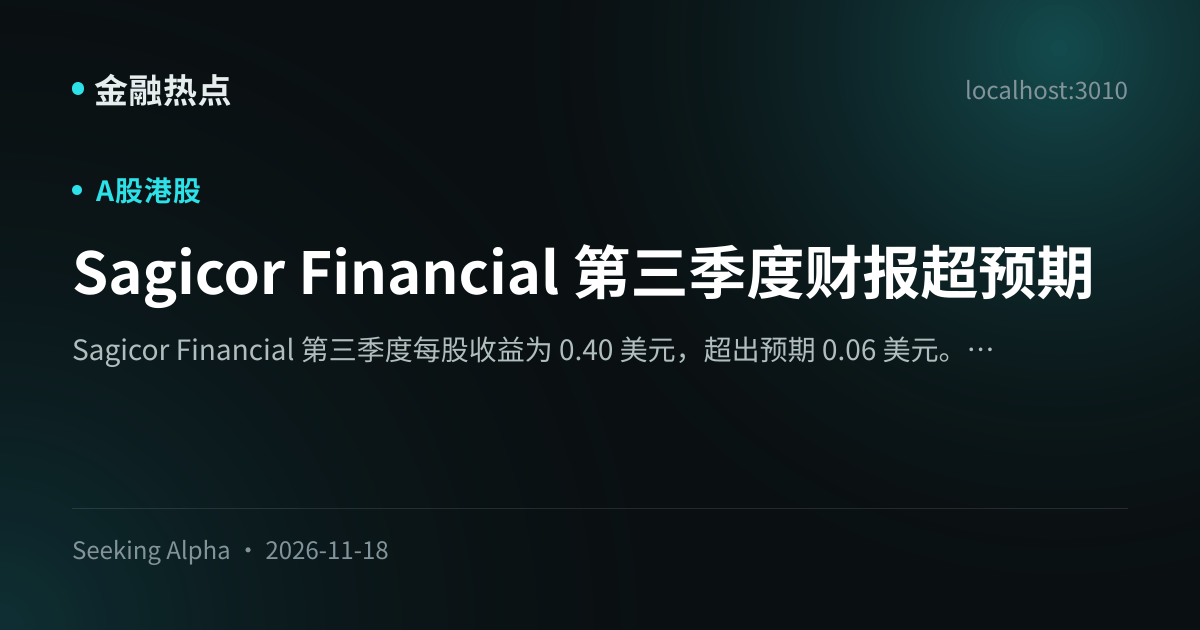 金融热点
localhost:3010
A股港股
Sagicor Financial 第三季度财报超预期
Sagicor Financial 第三季度每股收益为 0.40 美元，超出预期 0.06 美元。…
Seeking Alpha · 2026-11-18